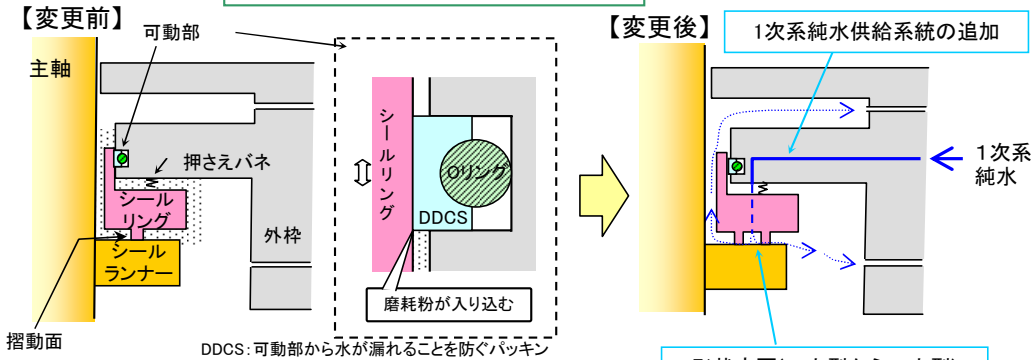 【変更前】
可動部
主軸
押さえバネ
シール
リング
シール
ランナー
外枠
摺動面
シールリング
Oリング
DDCS
磨耗粉が入り込む
DDCS:可動部から水が漏れることを防ぐパッキン
【変更後】
1次系純水供給系統の追加
1次系
純水